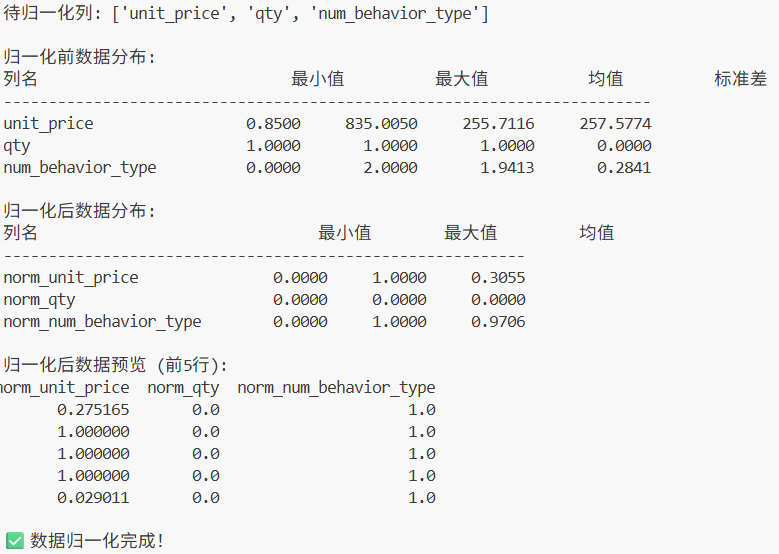 待归一化列: ['unit_price', 'qty', 'num_behavior_type']
归一化前数据分布:
列名 最小值 最大值 均值 标准差
------------------------------------------------------------------------
unit_price 0.8500 835.0050 255.7116 257.5774
qty 1.0000 1.0000 1.0000 0.0000
num_behavior_type 0.0000 2.0000 1.9413 0.2841
归一化后数据分布:
列名 最小值 最大值 均值
----------------------------------------------------------
norm_unit_price 0.0000 1.0000 0.3055
norm_qty 0.0000 0.0000 0.0000
norm_num_behavior_type 0.0000 1.0000 0.9706
归一化后数据预览 (前5行):
norm_unit_price norm_qty norm_num_behavior_type
0.275165 0.0 1.0
1.000000 0.0 1.0
1.000000 0.0 1.0
1.000000 0.0 1.0
0.029011 0.0 1.0
✅ 数据归一化完成!